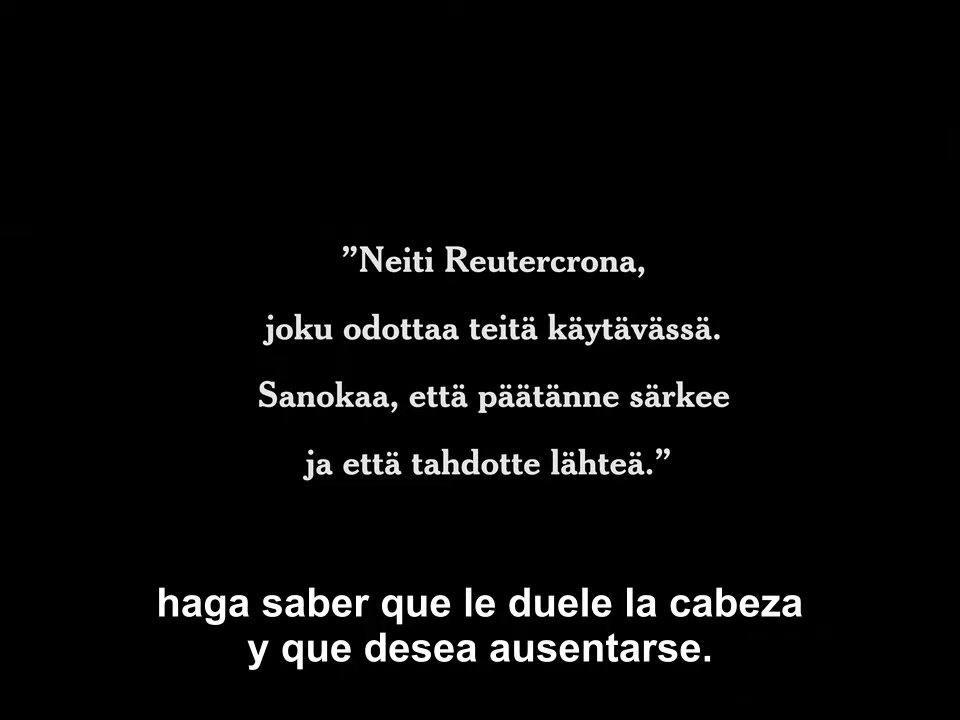 ”Neiti Reutercrona,
joku odottaa teitä käytävässä.
Sanokaa, että päätänne särkee
ja että tahdotte lähteä.”
haga saber que le duele la cabeza
y que desea ausentarse.